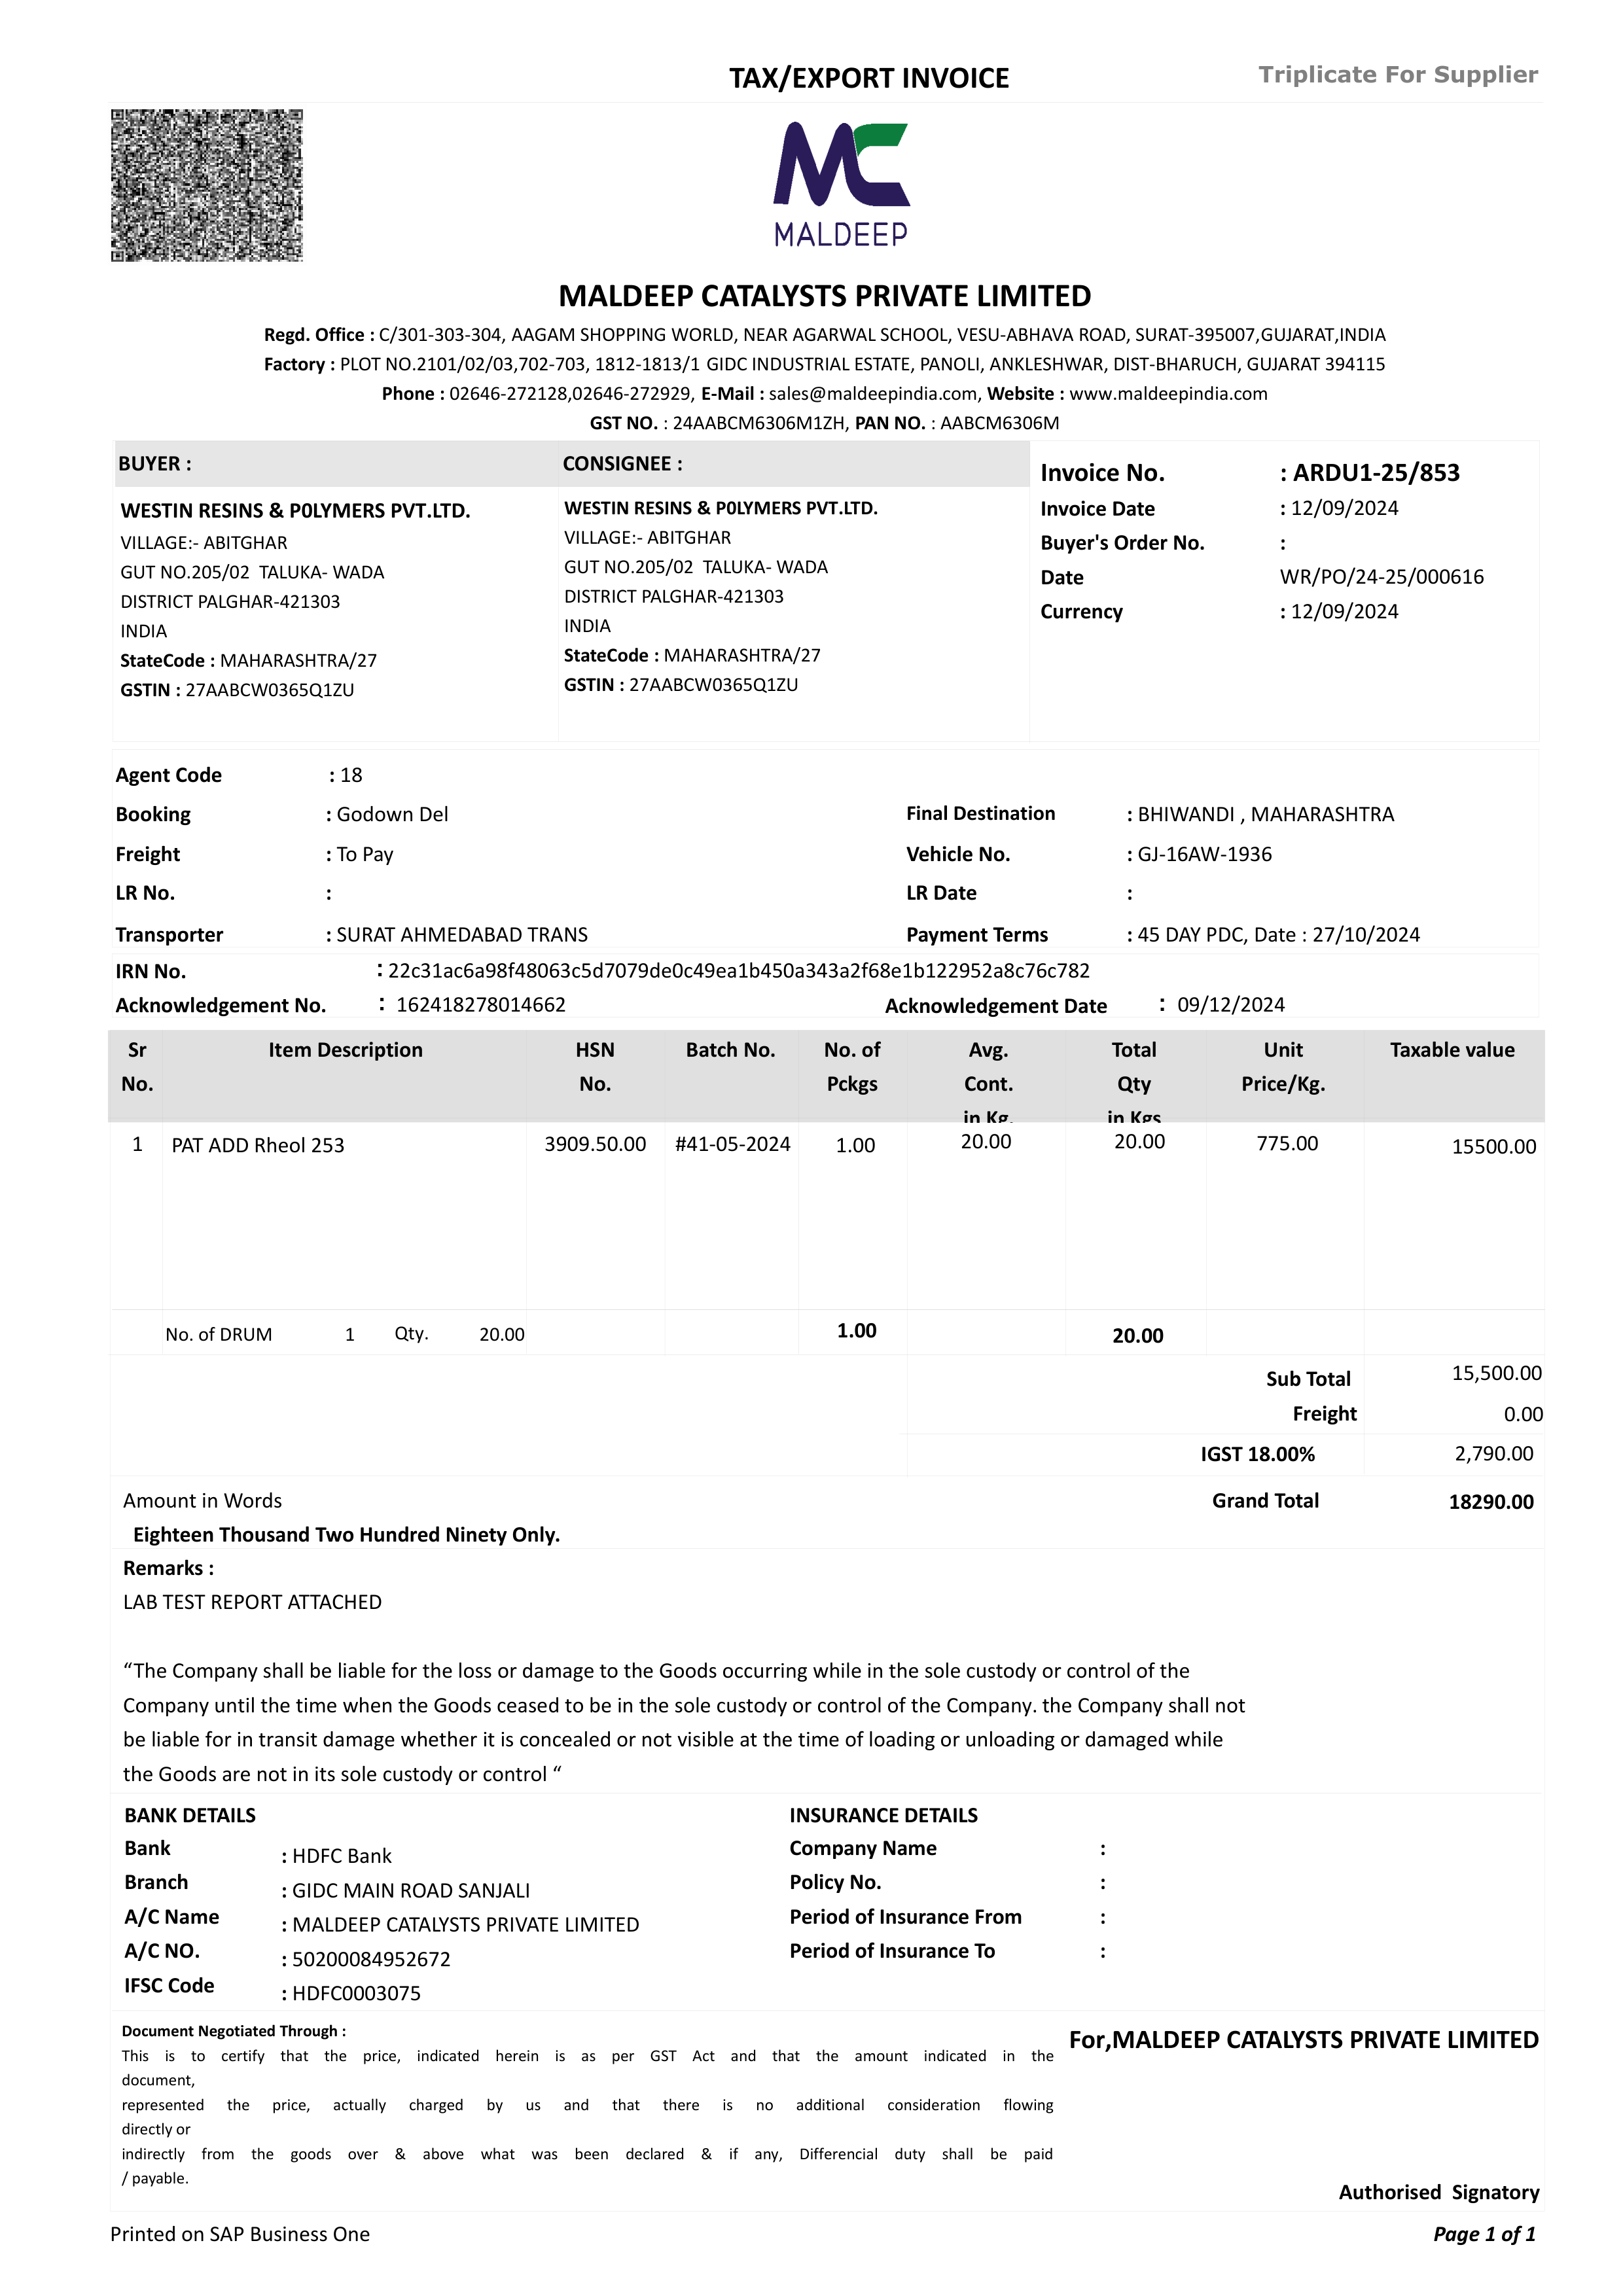 TAX/EXPORT INVOICE
Triplicate For Supplier
MC
MALDEEP
MALDEEP CATALYSTS PRIVATE LIMITED
Regd. Office : C/301-303-304, AAGAM SHOPPING WORLD, NEAR AGARWAL SCHOOL, VESU-ABHAVA ROAD, SURAT-395007,GUJARAT,INDIA
Factory : PLOT NO.2101/02/03,702-703, 1812-1813/1 GIDC INDUSTRIAL ESTATE, PANOLI, ANKLESHWAR, DIST-BHARUCH, GUJARAT 394115
Phone : 02646-272128,02646-272929, E-Mail : sales@maldeepindia.com, Website : www.maldeepindia.com
GST NO. : 24AABCM6306M1ZH, PAN NO. : AABCM6306M
BUYER :
WESTIN RESINS & P0LYMERS PVT.LTD.
VILLAGE:- ABITGHAR
GUT NO.205/02 TALUKA- WADA
DISTRICT PALGHAR-421303
INDIA
StateCode : MAHARASHTRA/27
GSTIN : 27AABCW0365Q1ZU
CONSIGNEE :
WESTIN RESINS & P0LYMERS PVT.LTD.
VILLAGE:- ABITGHAR
GUT NO.205/02 TALUKA- WADA
DISTRICT PALGHAR-421303
INDIA
StateCode : MAHARASHTRA/27
GSTIN : 27AABCW0365Q1ZU
Invoice No. : ARDU1-25/853
Invoice Date : 12/09/2024
Buyer's Order No. :
Date WR/PO/24-25/000616
Currency : 12/09/2024
Agent Code : 18
Booking : Godown Del Final Destination : BHIWANDI , MAHARASHTRA
Freight : To Pay Vehicle No. : GJ-16AW-1936
LR No. : LR Date :
Transporter : SURAT AHMEDABAD TRANS Payment Terms : 45 DAY PDC, Date : 27/10/2024
IRN No. : 22c31ac6a98f48063c5d7079de0c49ea1b450a343a2f68e1b122952a8c76c782
Acknowledgement No. : 162418278014662 Acknowledgement Date : 09/12/2024
Sr Item Description HSN Batch No. No. of Avg. Total Unit Taxable value
No. No. Pckgs Cont. Qty Price/Kg.
in Kg. in Kgs
1 PAT ADD Rheol 253 3909.50.00 #41-05-2024 1.00 20.00 20.00 775.00 15500.00
No. of DRUM 1 Qty. 20.00 1.00 20.00
Sub Total 15,500.00
Freight 0.00
IGST 18.00% 2,790.00
Amount in Words Grand Total 18290.00
Eighteen Thousand Two Hundred Ninety Only.
Remarks :
LAB TEST REPORT ATTACHED
“The Company shall be liable for the loss or damage to the Goods occurring while in the sole custody or control of the
Company until the time when the Goods ceased to be in the sole custody or control of the Company. the Company shall not
be liable for in transit damage whether it is concealed or not visible at the time of loading or unloading or damaged while
the Goods are not in its sole custody or control “
BANK DETAILS
Bank : HDFC Bank
Branch : GIDC MAIN ROAD SANJALI
A/C Name : MALDEEP CATALYSTS PRIVATE LIMITED
A/C NO. : 50200084952672
IFSC Code : HDFC0003075
INSURANCE DETAILS
Company Name :
Policy No. :
Period of Insurance From :
Period of Insurance To :
Document Negotiated Through :
This is to certify that the price, indicated herein is as per GST Act and that the amount indicated in the
document,
represented the price, actually charged by us and that there is no additional consideration flowing
directly or
indirectly from the goods over & above what was been declared & if any, Differencial duty shall be paid
/ payable.
For,MALDEEP CATALYSTS PRIVATE LIMITED
Authorised Signatory
Printed on SAP Business One
Page 1 of 1